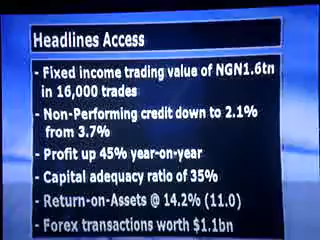 Headlines Access
- Fixed income trading value of NGN1.6tn
in 16,000 trades
- Non-Performing credit down to 2.1%
from 3.7%
- Profit up 45% year-on-year
- Capital adequacy ratio of 35%
- Return-on-Assets @ 14.2% (11.0)
- Forex transactions worth $1.1bn